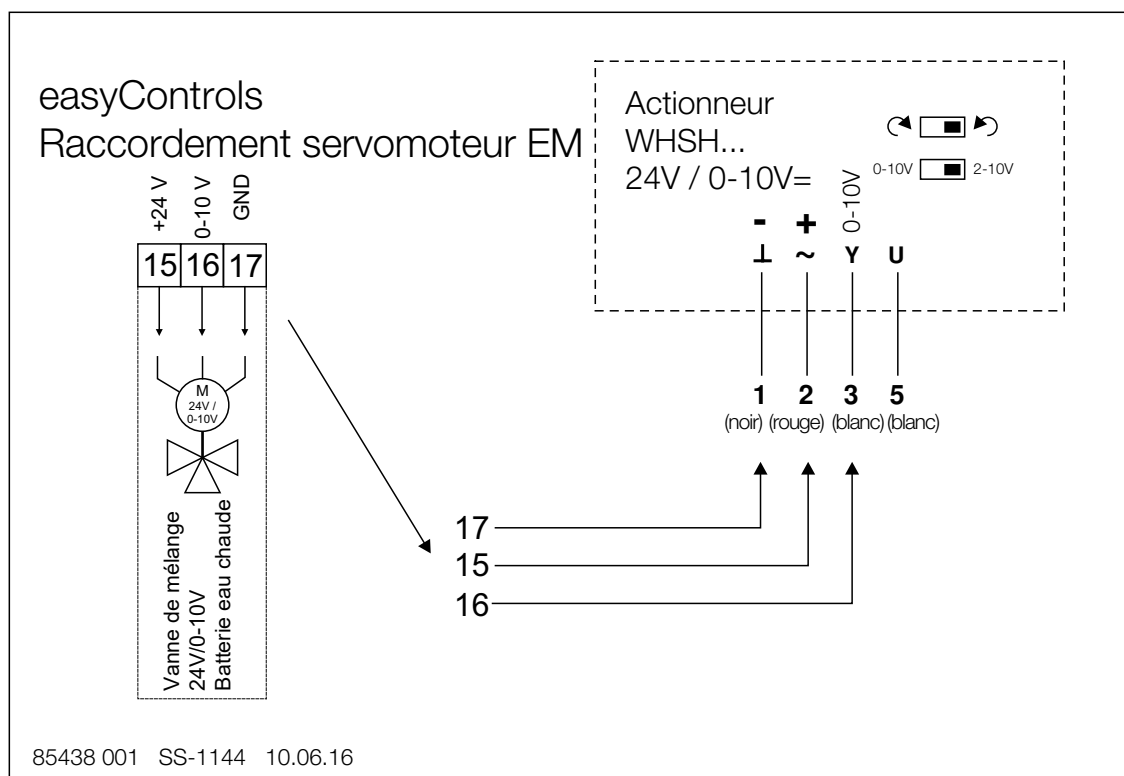 easyControls
Raccordement servomoteur EM
+24 V
0-10 V
GND
15 16 17
M
24V /
0-10V
Vanne de mélange
24V/0-10V
Batterie eau chaude
Actionneur
WHSH...
24V / 0-10V=
0-10V 2-10V
0-10V
- +
⊥ ~ Y U
1 2 3 5
(noir) (rouge) (blanc) (blanc)
17
15
16
85438 001 SS-1144 10.06.16